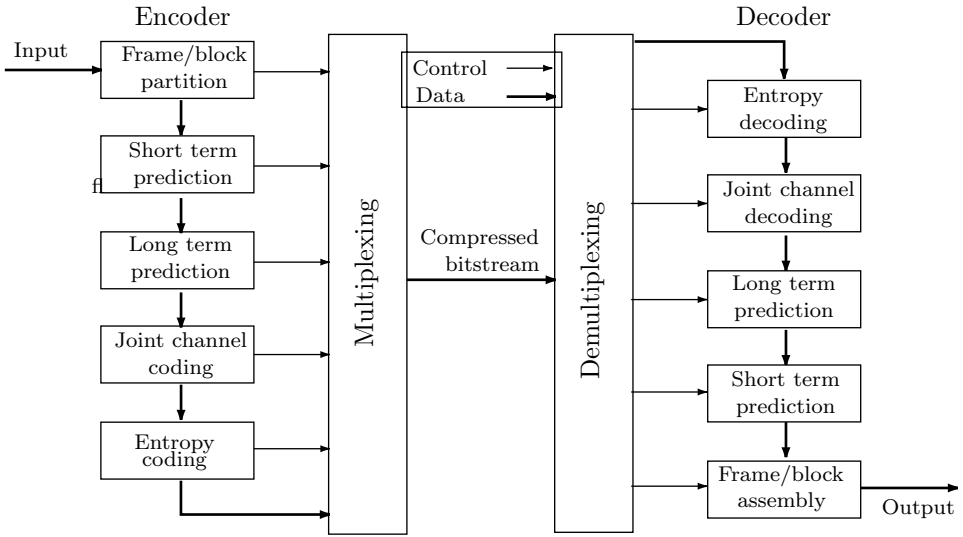 Encoder
Input
Frame/block
partition
Short term
prediction
fl
Long term
prediction
Joint channel
coding
Entropy
coding
Multiplexing
Control
Data
Compressed
bitstream
Demultiplexing
Decoder
Entropy
decoding
Joint channel
decoding
Long term
prediction
Short term
prediction
Frame/block
assembly
Output